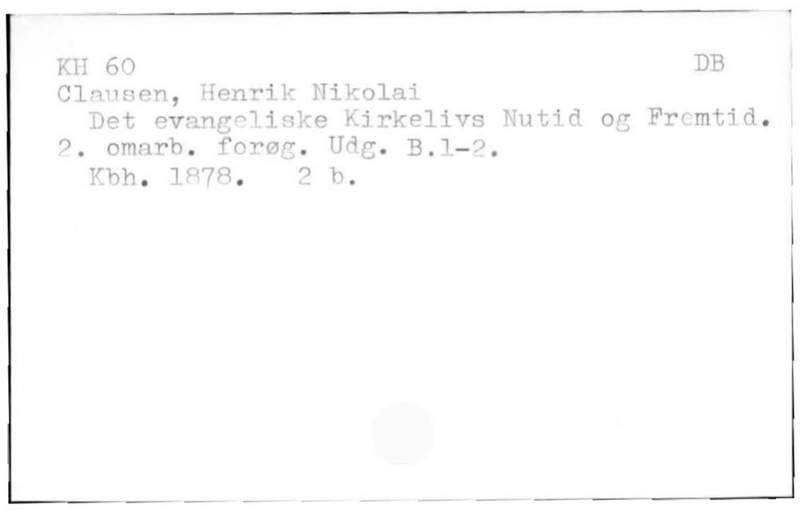 KH 60 DB
Clausen, Henrik Nikolai
Det evangeliske Kirkelivs Nutid og Fremtid.
2. omarb. forøg. Udg. B.1-2.
Kbh. 1878. 2 b.